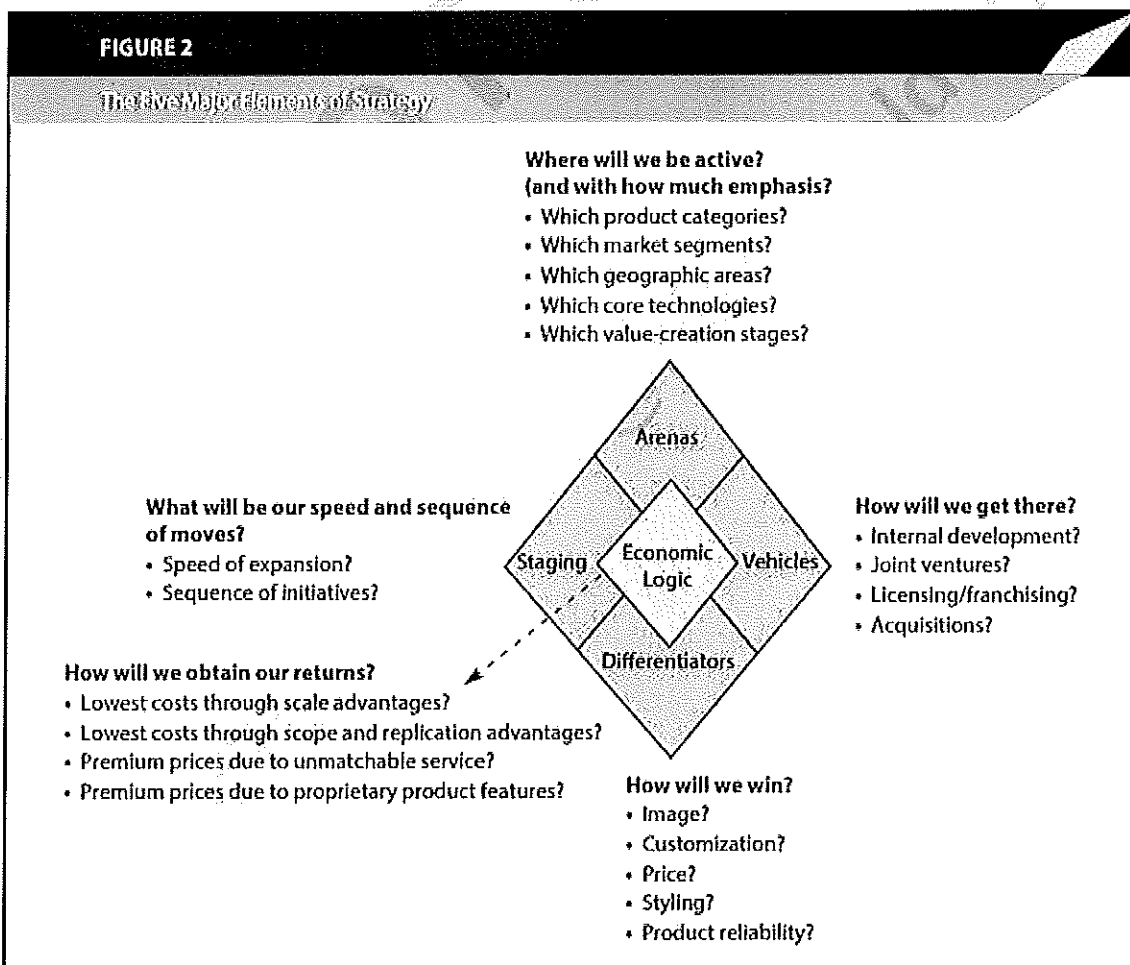 FIGURE 2
The Five Major Elements of Strategy
Where will we be active?
(and with how much emphasis?
• Which product categories?
• Which market segments?
• Which geographic areas?
• Which core technologies?
• Which value-creation stages?
Arenas
What will be our speed and sequence
of moves?
• Speed of expansion?
• Sequence of initiatives?
Staging
Economic
Logic
Vehicles
How will we get there?
• Internal development?
• Joint ventures?
• Licensing/franchising?
• Acquisitions?
Differentiators
How will we obtain our returns?
• Lowest costs through scale advantages?
• Lowest costs through scope and replication advantages?
• Premium prices due to unmatchable service?
• Premium prices due to proprietary product features?
How will we win?
• Image?
• Customization?
• Price?
• Styling?
• Product reliability?